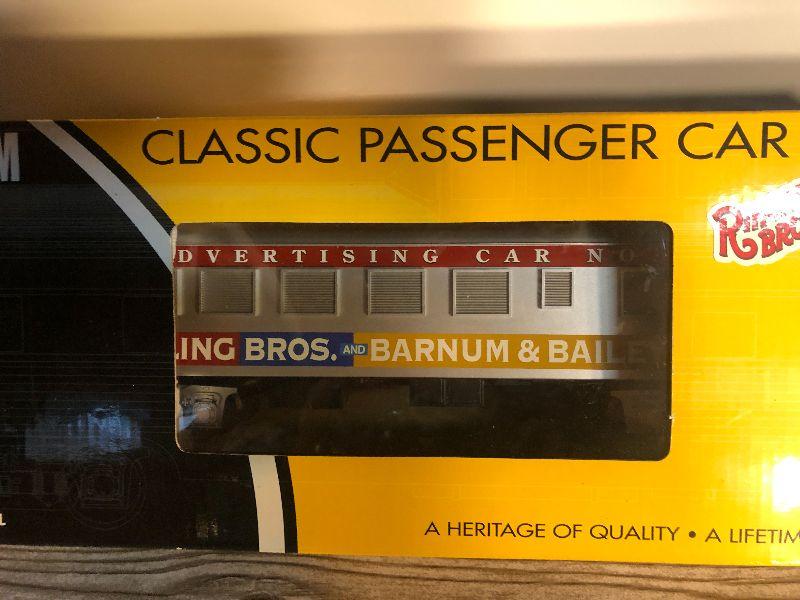 M
CLASSIC PASSENGER CAR
DVERTISING CAR NO
LING BROS. AND BARNUM & BAILE
A HERITAGE OF QUALITY • A LIFETIM
L